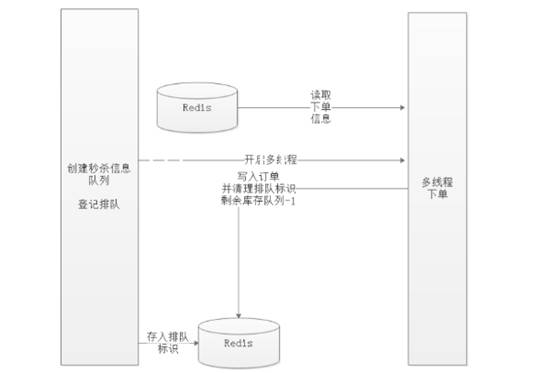 读取
下单
信息
Redis
开启多线程
创建秒杀信息
队列
登记排队
写入订单
并清理排队标识
剩余库存队列-1
多线程
下单
存入排队
标识
Redis